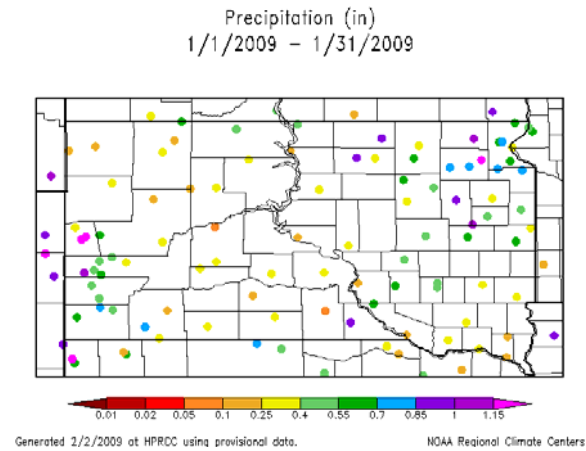 Precipitation (in)
1/1/2009 – 1/31/2009
0.01 0.02 0.05 0.1 0.25 0.4 0.55 0.7 0.85 1 1.15
Generated 2/2/2009 at HPRCC using provisional data. NOAA Regional Climate Centers